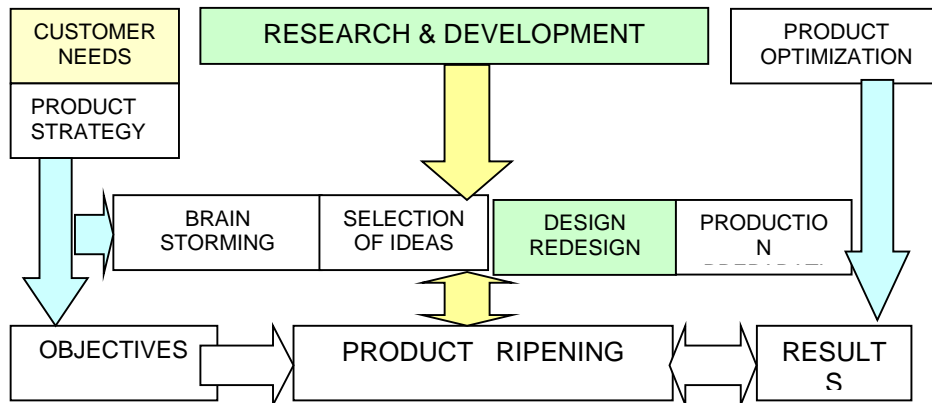 CUSTOMER
NEEDS
RESEARCH & DEVELOPMENT
PRODUCT
OPTIMIZATION
PRODUCT
STRATEGY
BRAIN
STORMING
SELECTION
OF IDEAS
DESIGN
REDESIGN
PRODUCTIO
N
OBJECTIVES
PRODUCT RIPENING
RESULT
S